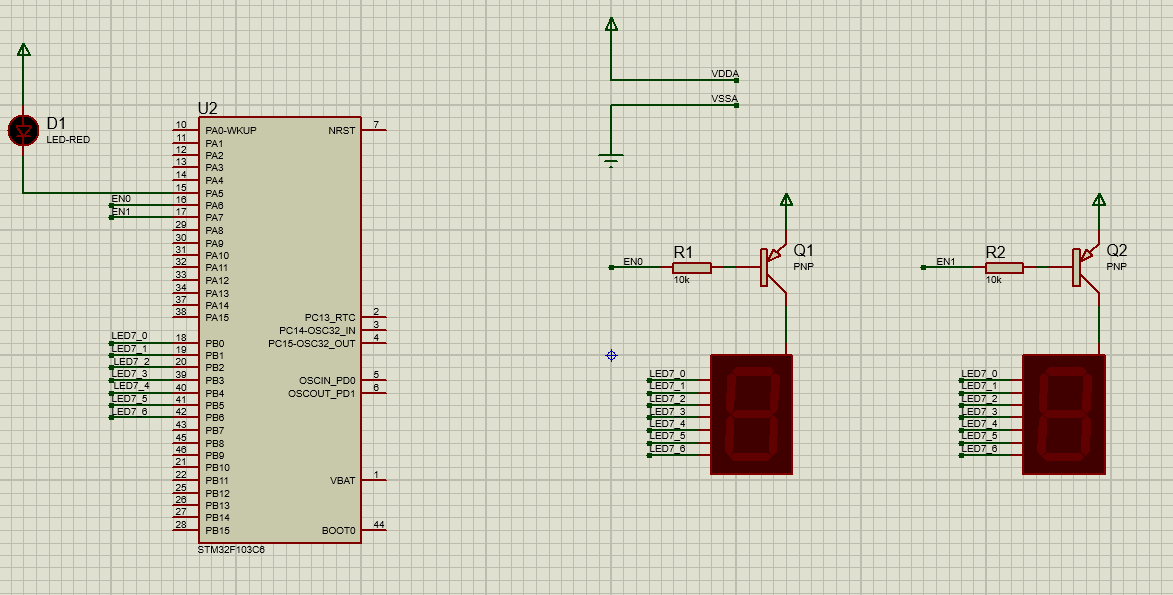 D1
LED-RED
U2
10 PA0-WKUP NRST 7
11 PA1
12 PA2
13 PA3
14 PA4
15 PA5
EN0 16 PA6
EN1 17 PA7
29 PA8
30 PA9
31 PA10
32 PA11
33 PA12
34 PA13
37 PA14
38 PA15 PC13_RTC 2
PC14-OSC32_IN 3
LED7_0 18 PB0 PC15-OSC32_OUT 4
LED7_1 19 PB1
LED7_2 20 PB2
LED7_3 39 PB3 OSCIN_PD0 5
LED7_4 40 PB4 OSCOUT_PD1 6
LED7_5 41 PB5
LED7_6 42 PB6
43 PB7
45 PB8
46 PB9
21 PB10
22 PB11 VBAT 1
25 PB12
26 PB13
27 PB14
28 PB15 BOOT0 44
STM32F103C6
VDDA
VSSA
EN0
R1
10k
Q1
PNP
LED7_0
LED7_1
LED7_2
LED7_3
LED7_4
LED7_5
LED7_6
EN1
R2
10k
Q2
PNP
LED7_0
LED7_1
LED7_2
LED7_3
LED7_4
LED7_5
LED7_6